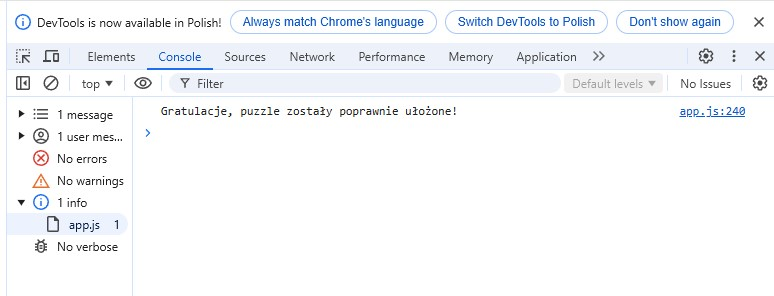 DevTools is now available in Polish! Always match Chrome's language Switch DevTools to Polish Don't show again
Elements Console Sources Network Performance Memory Application
top Filter Default levels No Issues
1 message
1 user mes...
No errors
No warnings
1 info
app.js 1
No verbose
Gratulacje, puzzle zostały poprawnie ułożone! app.js:240